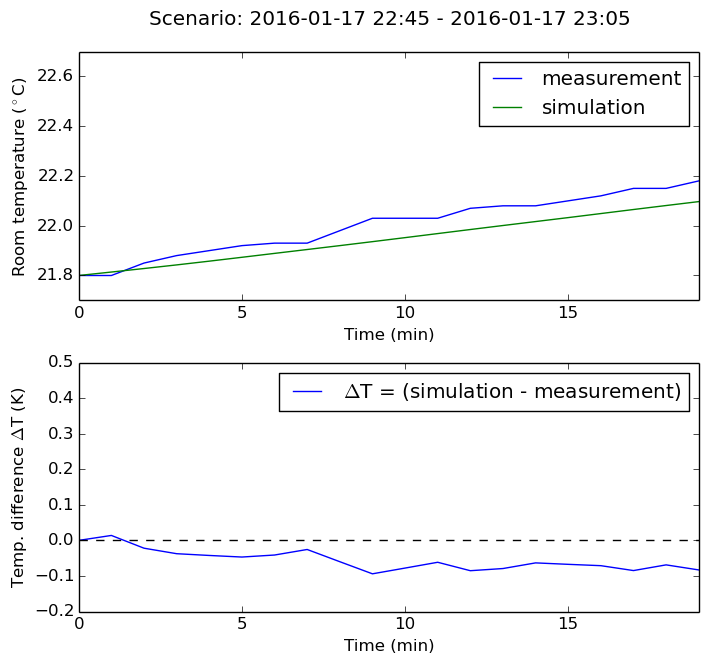 Scenario: 2016-01-17 22:45 - 2016-01-17 23:05
Room temperature (°C)
22.6
22.4
22.2
22.0
21.8
measurement
simulation
0 5 10 15
Time (min)
Temp. difference ΔT (K)
0.5
0.4
0.3
0.2
0.1
0.0
−0.1
−0.2
ΔT = (simulation - measurement)
0 5 10 15
Time (min)